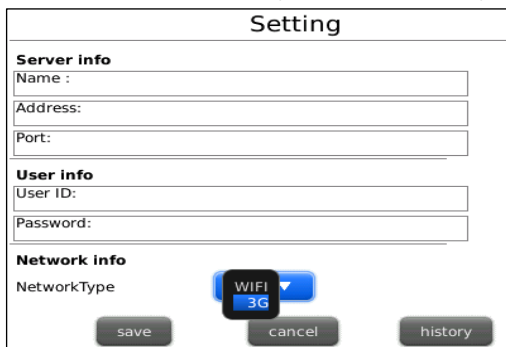 Setting
Server info
Name :
Address:
Port:
User info
User ID:
Password:
Network info
NetworkType WIFI
3G
save cancel history